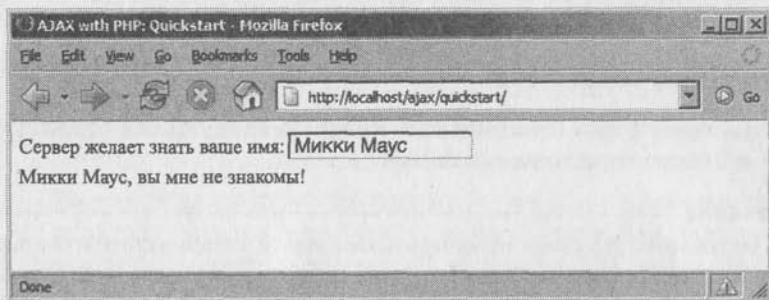 AJAX with PHP: Quickstart - Mozilla Firefox
File Edit View Go Bookmarks Tools Help
http://localhost/ajax/quickstart/ Go
Сервер желает знать ваше имя: Микки Маус
Микки Маус, вы мне не знакомы!
Done